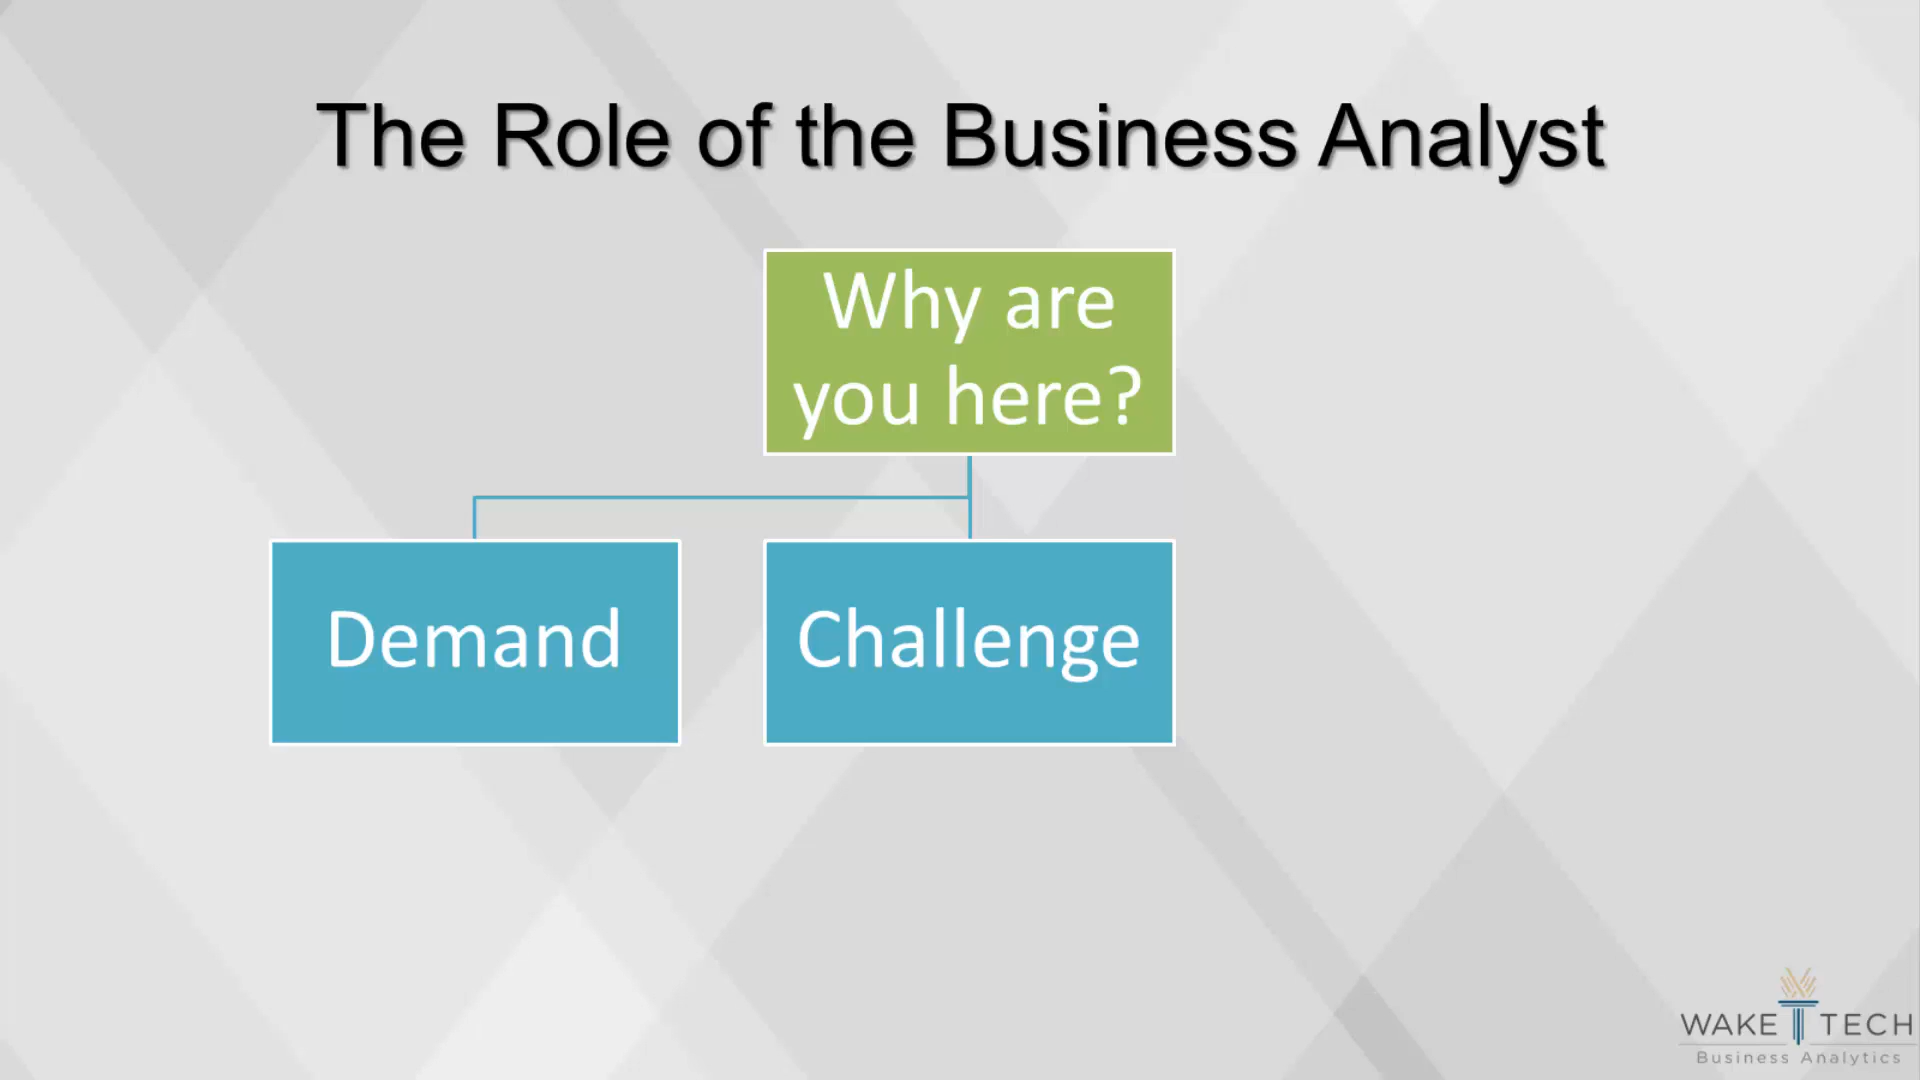 The Role of the Business Analyst
Why are
you here?
Demand
Challenge
WAKE TECH
Business Analytics